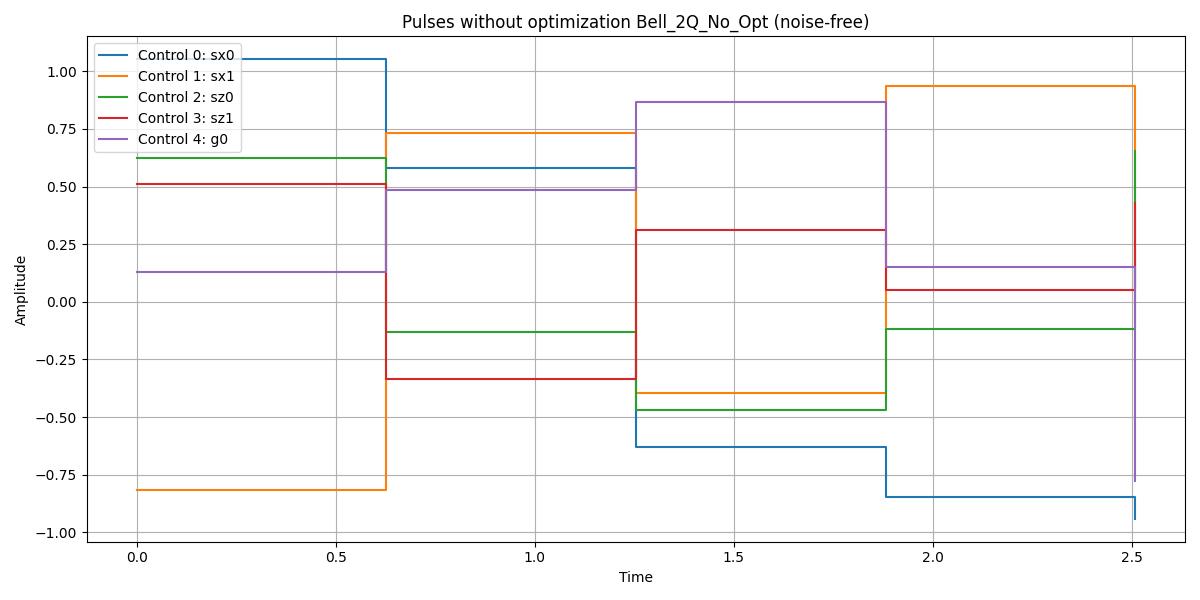 Pulses without optimization Bell_2Q_No_Opt (noise-free)
Control 0: sx0
Control 1: sx1
Control 2: sz0
Control 3: sz1
Control 4: g0
Amplitude
1.00
0.75
0.50
0.25
0.00
−0.25
−0.50
−0.75
−1.00
0.0 0.5 1.0 1.5 2.0 2.5
Time